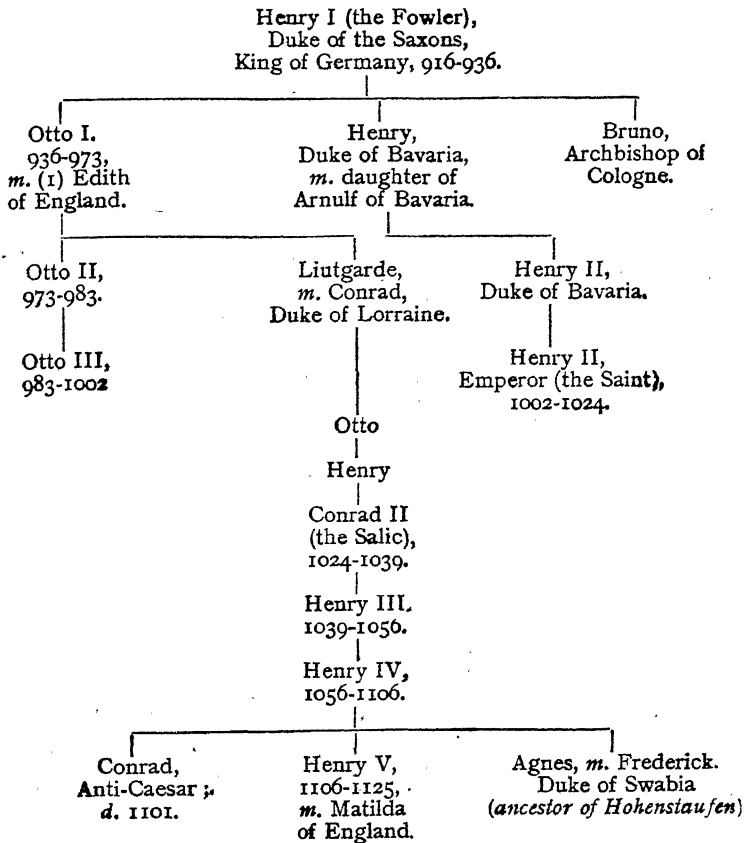 Henry I (the Fowler),
Duke of the Saxons,
King of Germany, 916-936.
Otto I.
936-973,
m. (1) Edith
of England.
Henry,
Duke of Bavaria,
m. daughter of
Arnulf of Bavaria.
Bruno,
Archbishop of
Cologne.
Otto II,
973-983.
Liutgarde,
m. Conrad,
Duke of Lorraine.
Henry II,
Duke of Bavaria.
Otto III,
983-1002
Henry II,
Emperor (the Saint),
1002-1024.
Otto
Henry
Conrad II
(the Salic),
1024-1039.
Henry III.
1039-1056.
Henry IV,
1056-1106.
Conrad,
Anti-Caesar ;
d. 1101.
Henry V,
1106-1125,
m. Matilda
of England.
Agnes, m. Frederick.
Duke of Swabia
(ancestor of Hohenstaufen)